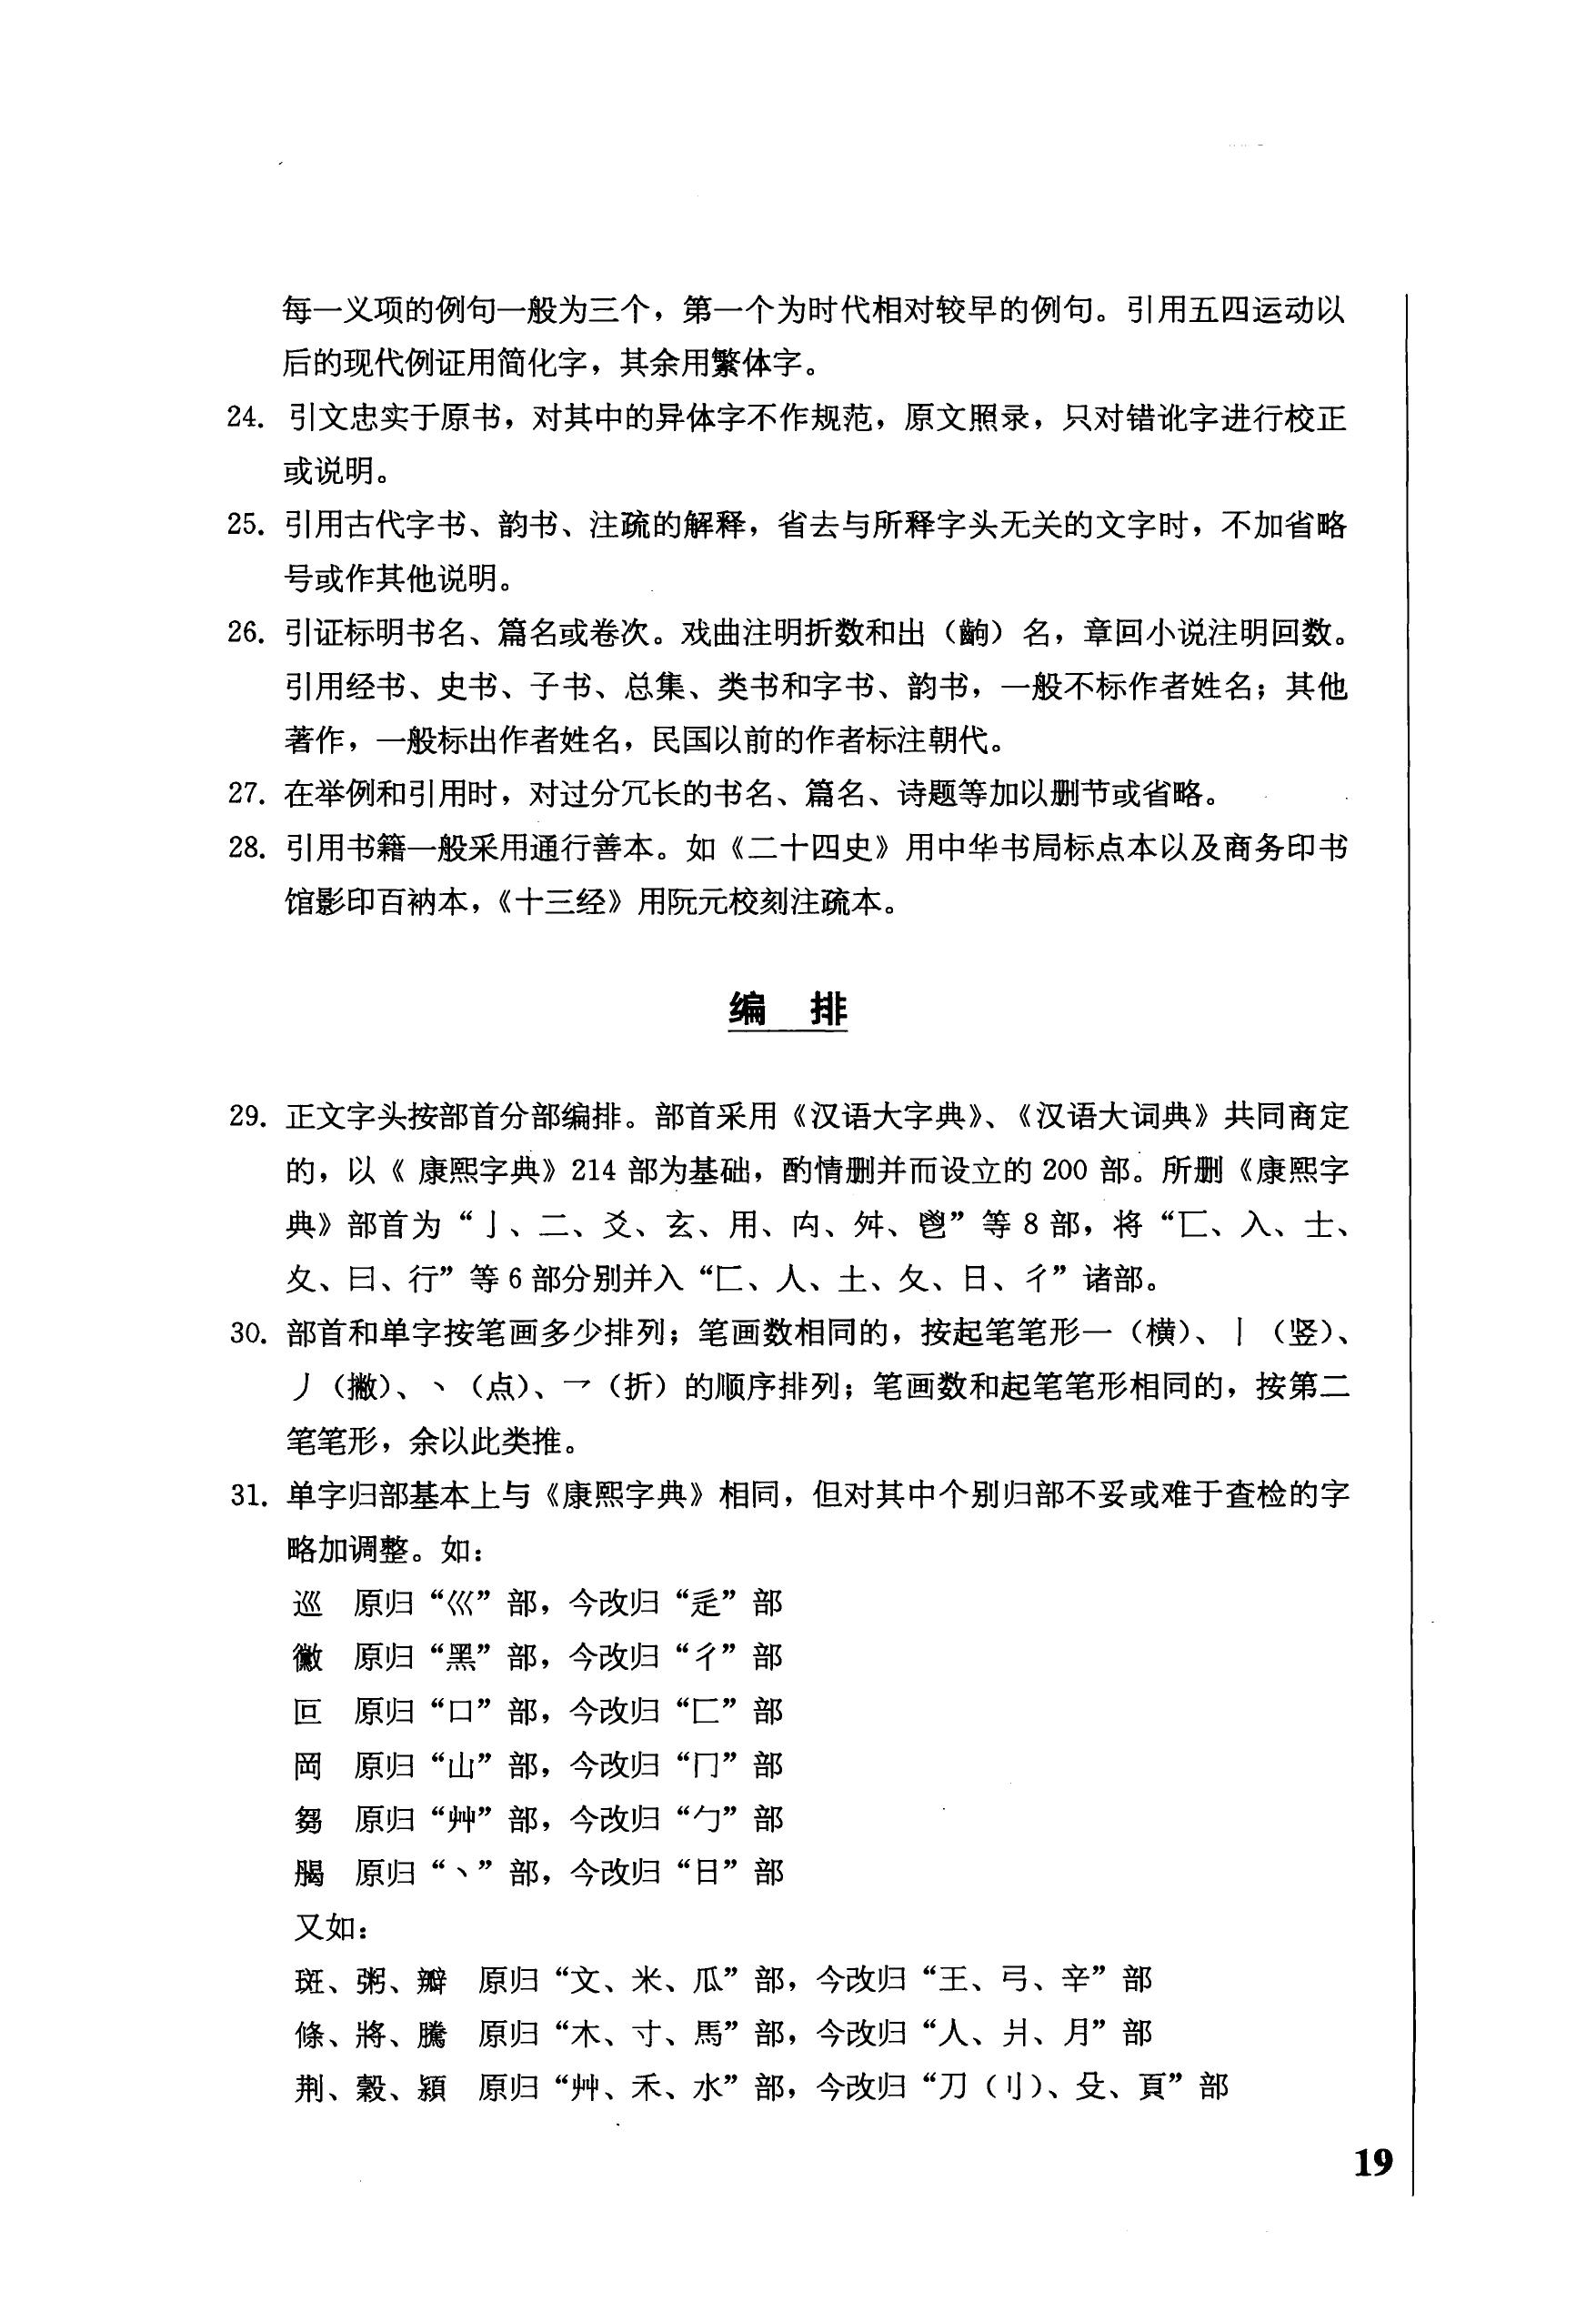 每一义项的例句一般为三个，第一个为时代相对较早的例句。引用五四运动以
后的现代例证用简化字，其余用繁体字。
24. 引文忠实于原书，对其中的异体字不作规范，原文照录，只对错讹字进行校正
或说明。
25. 引用古代字书、韵书、注疏的解释，省去与所释字头无关的文字时，不加省略
号或作其他说明。
26. 引证标明书名、篇名或卷次。戏曲注明折数和出（齣）名，章回小说注明回数。
引用经书、史书、子书、总集、类书和字书、韵书，一般不标作者姓名；其他
著作，一般标出作者姓名，民国以前的作者标注朝代。
27. 在举例和引用时，对过分冗长的书名、篇名、诗题等加以删节或省略。
28. 引用书籍一般采用通行善本。如《二十四史》用中华书局标点本以及商务印书
馆影印百衲本，《十三经》用阮元校刻注疏本。
编 排
29. 正文字头按部首分部编排。部首采用《汉语大字典》、《汉语大词典》共同商定
的，以《康熙字典》214 部为基础，酌情删并而设立的 200 部。所删《康熙字
典》部首为“亅、二、爻、玄、用、禸、舛、鬯”等 8 部，将“匸、入、士、
夊、曰、行”等 6 部分别并入“匚、人、土、夂、日、彳”诸部。
30. 部首和单字按笔画多少排列；笔画数相同的，按起笔笔形一（横）、丨（竖）、
丿（撇）、丶（点）、乛（折）的顺序排列；笔画数和起笔笔形相同的，按第二
笔笔形，余以此类推。
31. 单字归部基本上与《康熙字典》相同，但对其中个别归部不妥或难于查检的字
略加调整。如：
巡 原归“巛”部，今改归“辵”部
黴 原归“黑”部，今改归“彳”部
叵 原归“口”部，今改归“匚”部
岡 原归“山”部，今改归“冂”部
芻 原归“艸”部，今改归“勹”部
原归“丶”部，今改归“日”部
又如：
斑、粥、瓣 原归“文、米、瓜”部，今改归“王、弓、辛”部
條、將、騰 原归“木、寸、馬”部，今改归“人、爿、月”部
荆、穀、潁 原归“艸、禾、水”部，今改归“刀（刂）、殳、頁”部
19